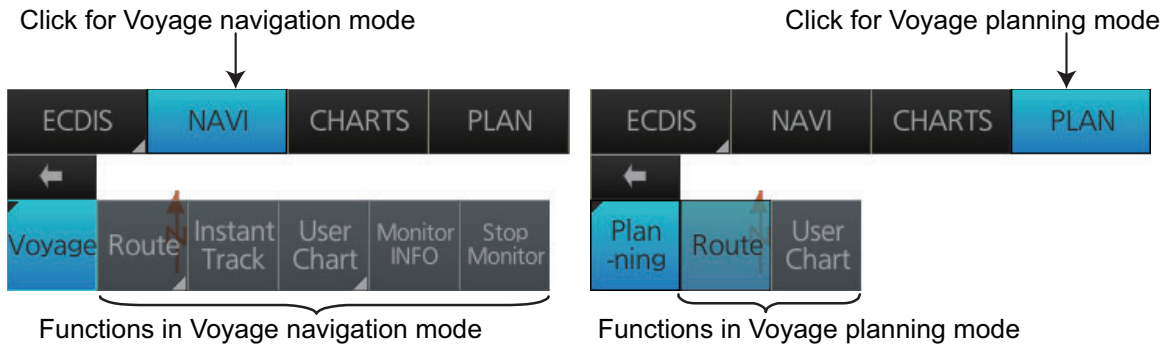 Click for Voyage navigation mode
Click for Voyage planning mode
ECDIS NAVI CHARTS PLAN
ECDIS NAVI CHARTS PLAN
Voyage Route Instant Track User Chart Monitor INFO Stop Monitor
Plan -ning Route User Chart
N
Functions in Voyage navigation mode
Functions in Voyage planning mode